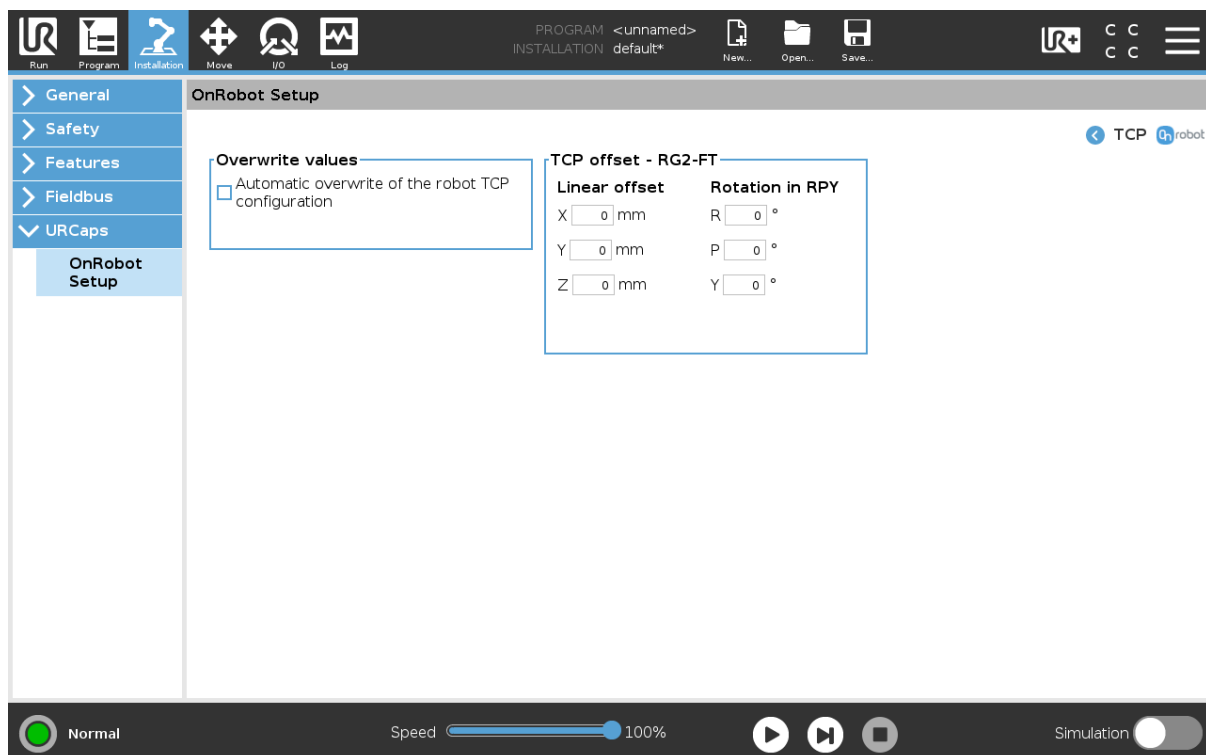 PROGRAM <unnamed>
INSTALLATION default*
UR+
C C
C C
Run Program Installation Move I/O Log New... Open... Save...
General
OnRobot Setup
Safety
TCP OnRobot
Features
Fieldbus
URCaps
OnRobot
Setup
Overwrite values
Automatic overwrite of the robot TCP
configuration
TCP offset - RG2-FT
Linear offset Rotation in RPY
X 0 mm R 0 °
Y 0 mm P 0 °
Z 0 mm Y 0 °
Normal Speed 100% Simulation